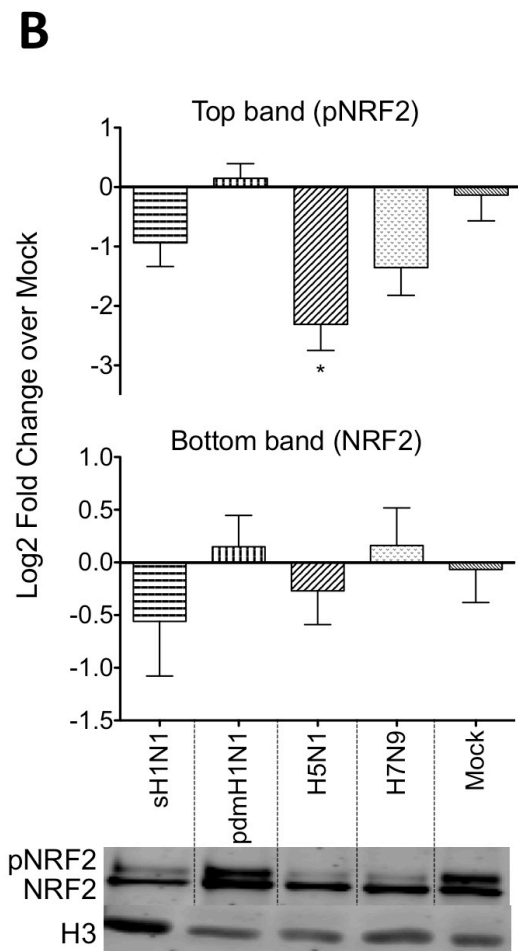 B
Top band (pNRF2)
1
0
-1
-2
-3
*
Log2 Fold Change over Mock
Bottom band (NRF2)
1.0
0.5
0.0
-0.5
-1.0
-1.5
sH1N1
pdmH1N1
H5N1
H7N9
Mock
pNRF2
NRF2
H3